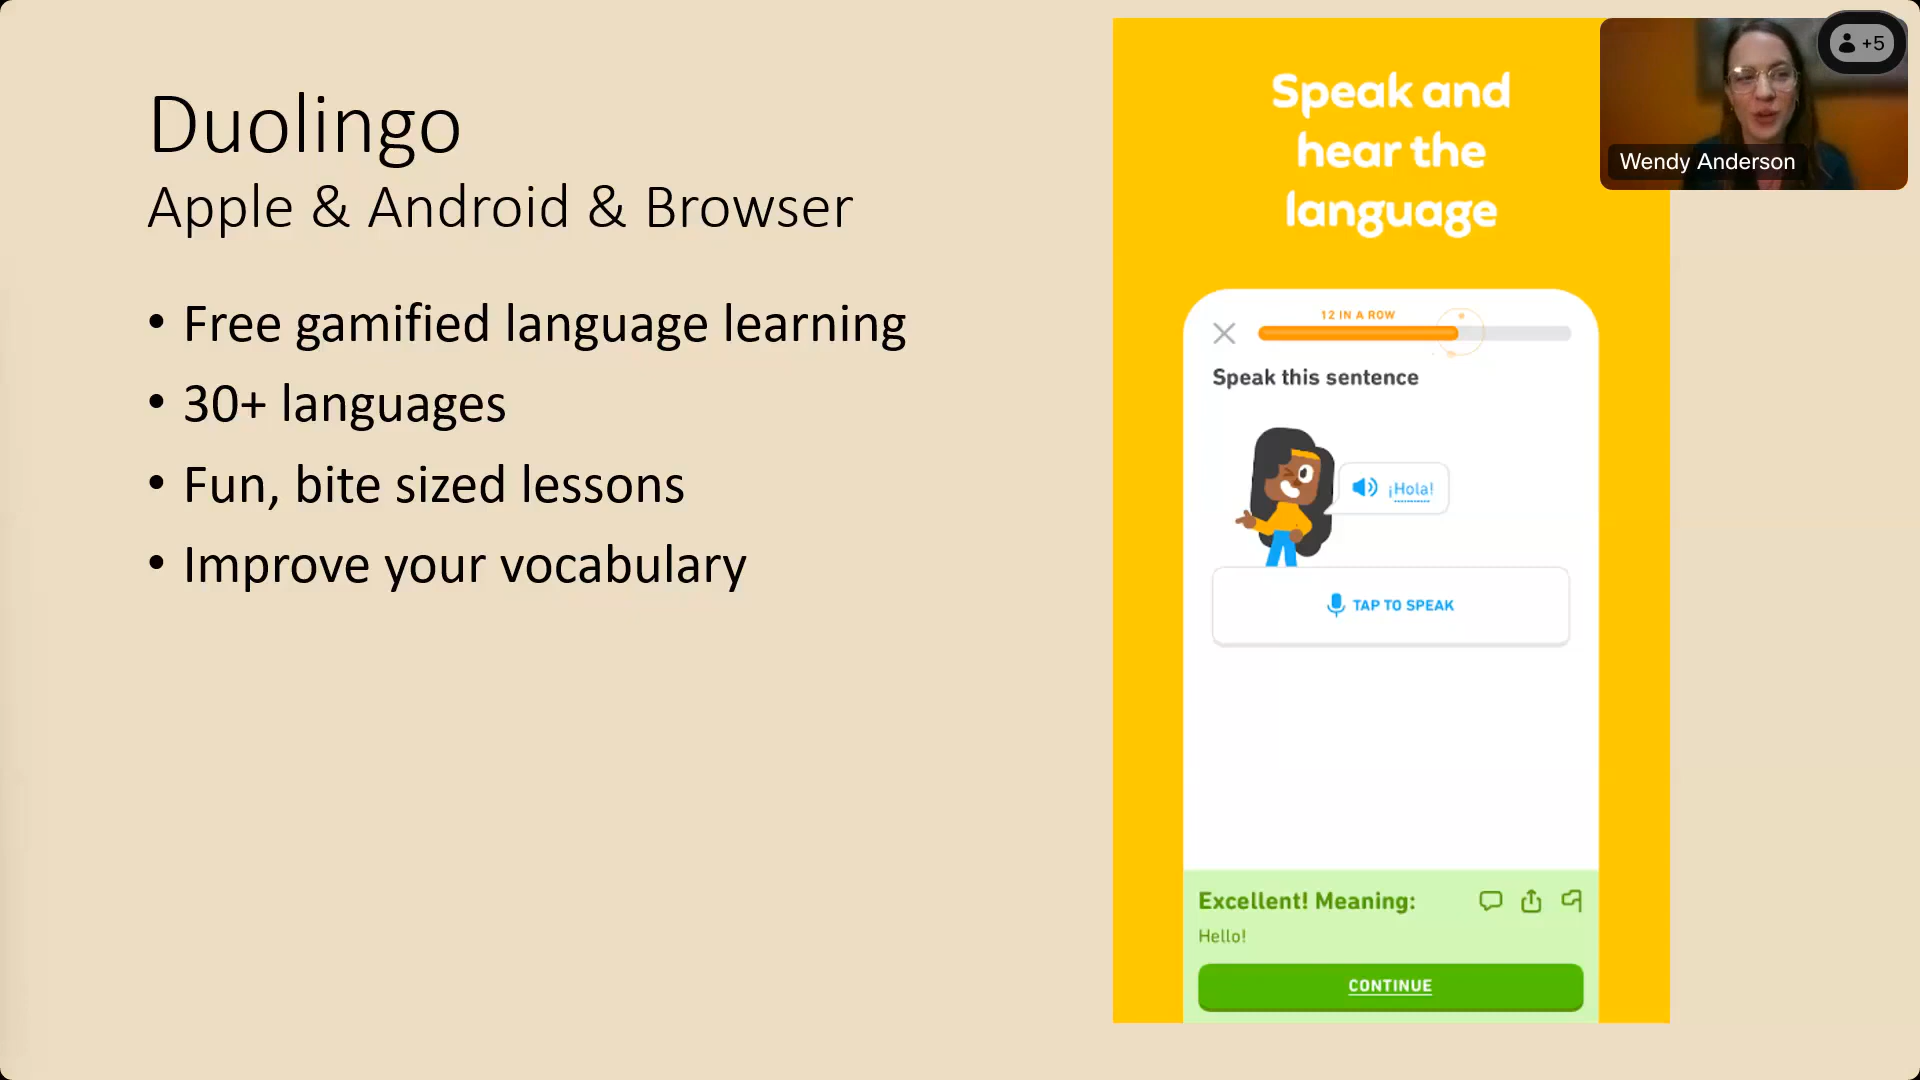 Duolingo
Apple & Android & Browser
• Free gamified language learning
• 30+ languages
• Fun, bite sized lessons
• Improve your vocabulary
Speak and
hear the
language
12 IN A ROW
Speak this sentence
¡Hola!
TAP TO SPEAK
Excellent! Meaning:
Hello!
CONTINUE
+5
Wendy Anderson